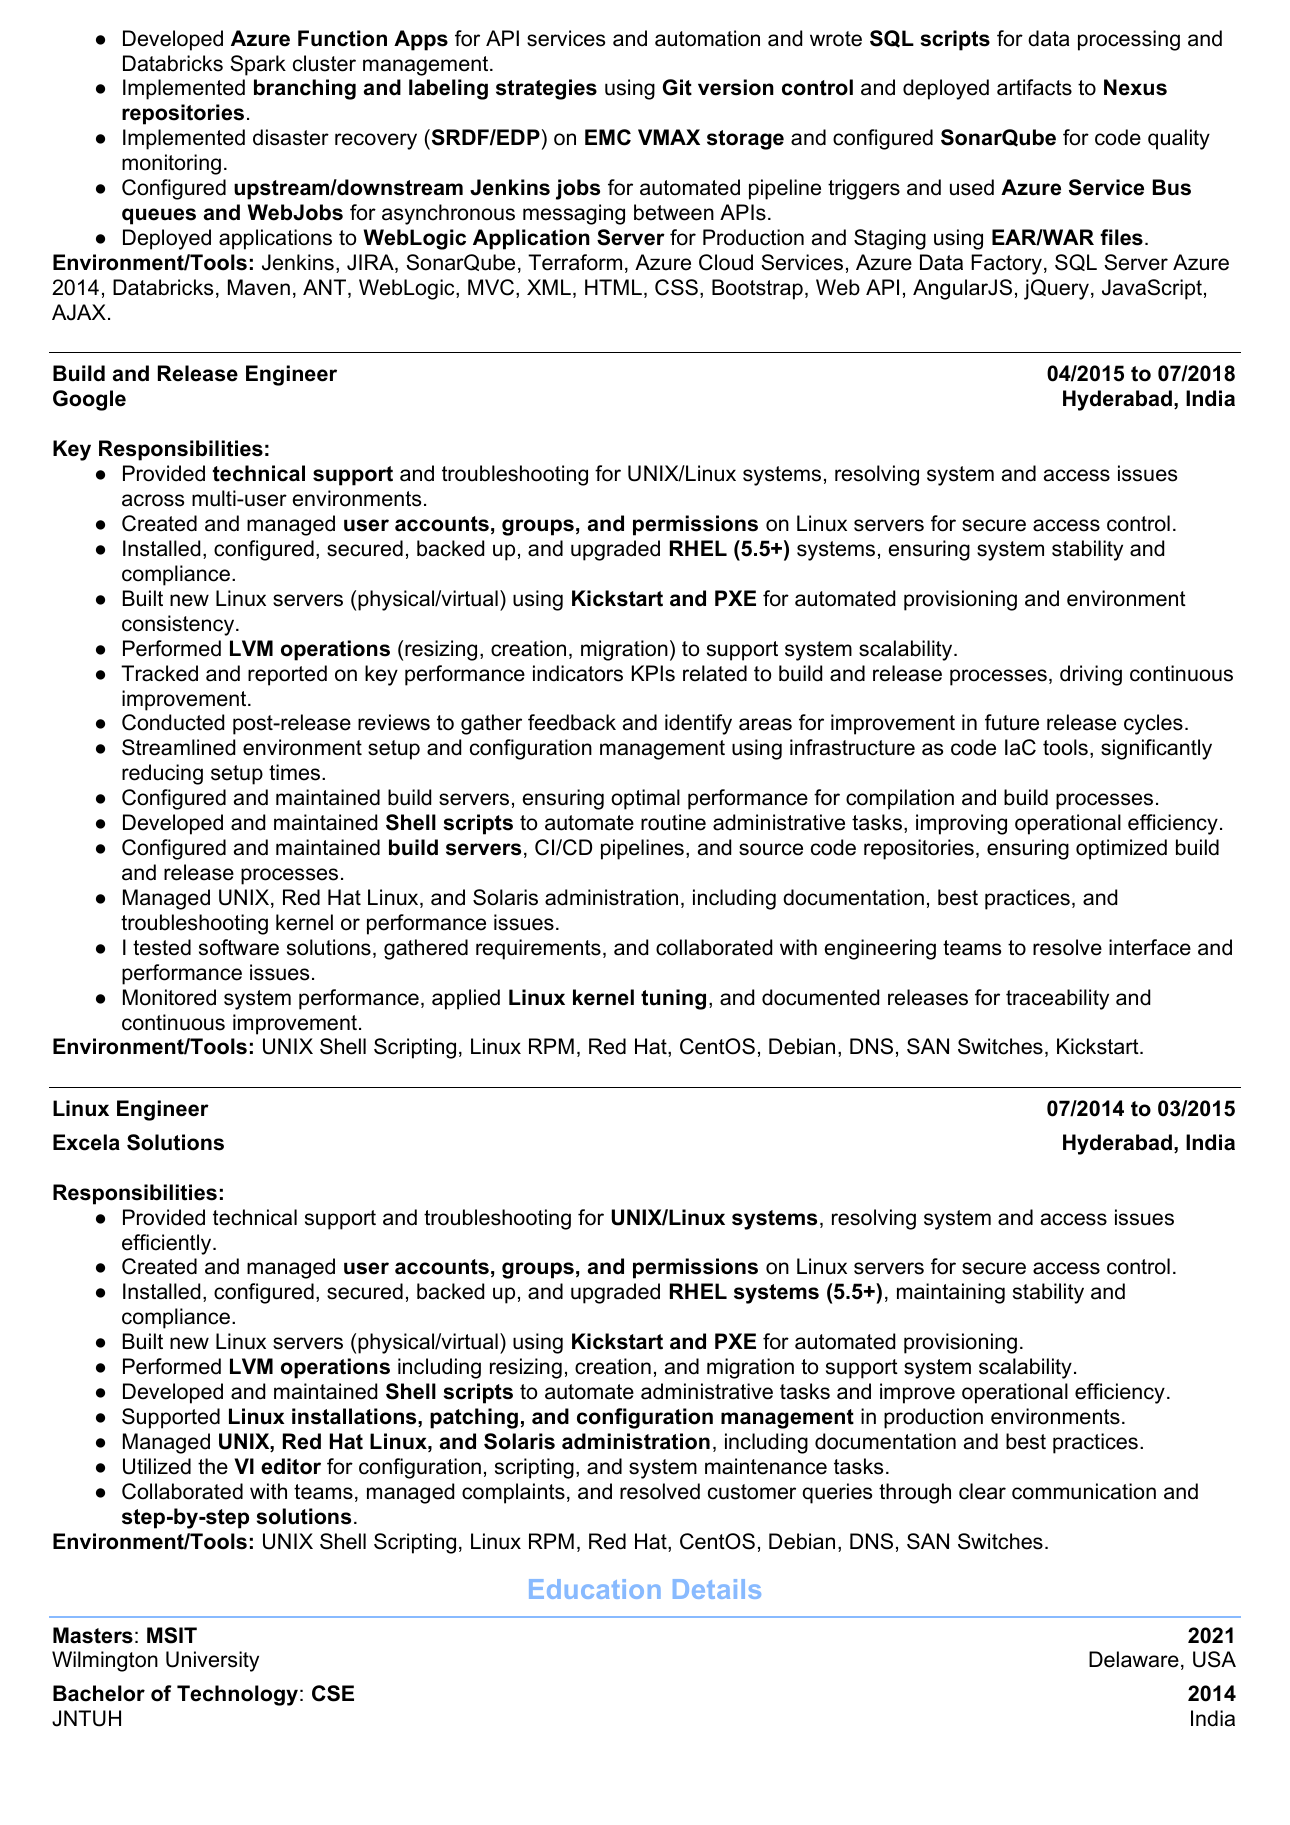 ● Developed Azure Function Apps for API services and automation and wrote SQL scripts for data processing and
Databricks Spark cluster management.
● Implemented branching and labeling strategies using Git version control and deployed artifacts to Nexus
repositories.
● Implemented disaster recovery (SRDF/EDP) on EMC VMAX storage and configured SonarQube for code quality
monitoring.
● Configured upstream/downstream Jenkins jobs for automated pipeline triggers and used Azure Service Bus
queues and WebJobs for asynchronous messaging between APIs.
● Deployed applications to WebLogic Application Server for Production and Staging using EAR/WAR files.
Environment/Tools: Jenkins, JIRA, SonarQube, Terraform, Azure Cloud Services, Azure Data Factory, SQL Server Azure
2014, Databricks, Maven, ANT, WebLogic, MVC, XML, HTML, CSS, Bootstrap, Web API, AngularJS, jQuery, JavaScript,
AJAX.
Build and Release Engineer 04/2015 to 07/2018
Google Hyderabad, India
Key Responsibilities:
● Provided technical support and troubleshooting for UNIX/Linux systems, resolving system and access issues
across multi-user environments.
● Created and managed user accounts, groups, and permissions on Linux servers for secure access control.
● Installed, configured, secured, backed up, and upgraded RHEL (5.5+) systems, ensuring system stability and
compliance.
● Built new Linux servers (physical/virtual) using Kickstart and PXE for automated provisioning and environment
consistency.
● Performed LVM operations (resizing, creation, migration) to support system scalability.
● Tracked and reported on key performance indicators KPIs related to build and release processes, driving continuous
improvement.
● Conducted post-release reviews to gather feedback and identify areas for improvement in future release cycles.
● Streamlined environment setup and configuration management using infrastructure as code IaC tools, significantly
reducing setup times.
● Configured and maintained build servers, ensuring optimal performance for compilation and build processes.
● Developed and maintained Shell scripts to automate routine administrative tasks, improving operational efficiency.
● Configured and maintained build servers, CI/CD pipelines, and source code repositories, ensuring optimized build
and release processes.
● Managed UNIX, Red Hat Linux, and Solaris administration, including documentation, best practices, and
troubleshooting kernel or performance issues.
● I tested software solutions, gathered requirements, and collaborated with engineering teams to resolve interface and
performance issues.
● Monitored system performance, applied Linux kernel tuning, and documented releases for traceability and
continuous improvement.
Environment/Tools: UNIX Shell Scripting, Linux RPM, Red Hat, CentOS, Debian, DNS, SAN Switches, Kickstart.
Linux Engineer 07/2014 to 03/2015
Excela Solutions Hyderabad, India
Responsibilities:
● Provided technical support and troubleshooting for UNIX/Linux systems, resolving system and access issues
efficiently.
● Created and managed user accounts, groups, and permissions on Linux servers for secure access control.
● Installed, configured, secured, backed up, and upgraded RHEL systems (5.5+), maintaining stability and
compliance.
● Built new Linux servers (physical/virtual) using Kickstart and PXE for automated provisioning.
● Performed LVM operations including resizing, creation, and migration to support system scalability.
● Developed and maintained Shell scripts to automate administrative tasks and improve operational efficiency.
● Supported Linux installations, patching, and configuration management in production environments.
● Managed UNIX, Red Hat Linux, and Solaris administration, including documentation and best practices.
● Utilized the VI editor for configuration, scripting, and system maintenance tasks.
● Collaborated with teams, managed complaints, and resolved customer queries through clear communication and
step-by-step solutions.
Environment/Tools: UNIX Shell Scripting, Linux RPM, Red Hat, CentOS, Debian, DNS, SAN Switches.
Education Details
Masters: MSIT 2021
Wilmington University Delaware, USA
Bachelor of Technology: CSE 2014
JNTUH India